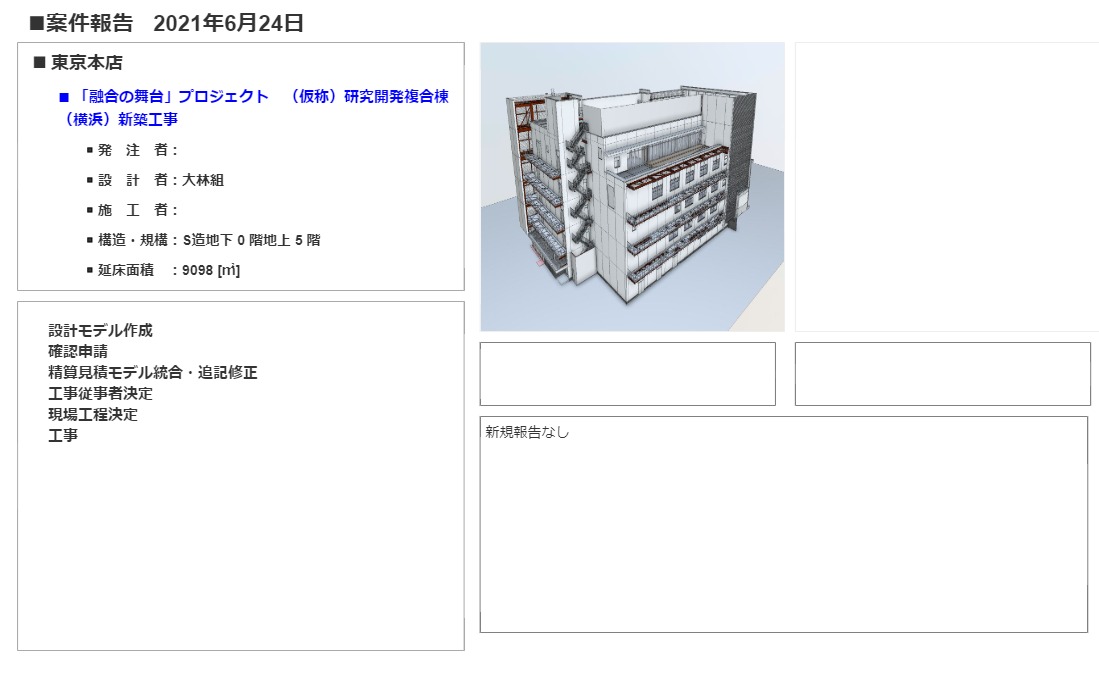 ■案件報告　2021年6月24日
■ 東京本店
■ 「融合の舞台」プロジェクト　（仮称）研究開発複合棟
（横浜）新築工事
▪ 発　注　者：
▪ 設　計　者：大林組
▪ 施　工　者：
▪ 構造・規構：S造地下 0 階地上 5 階
▪ 延床面積　：9098 [㎡]
設計モデル作成
確認申請
精算見積モデル統合・追記修正
工事従事者決定
現場工程決定
工事
新規報告なし